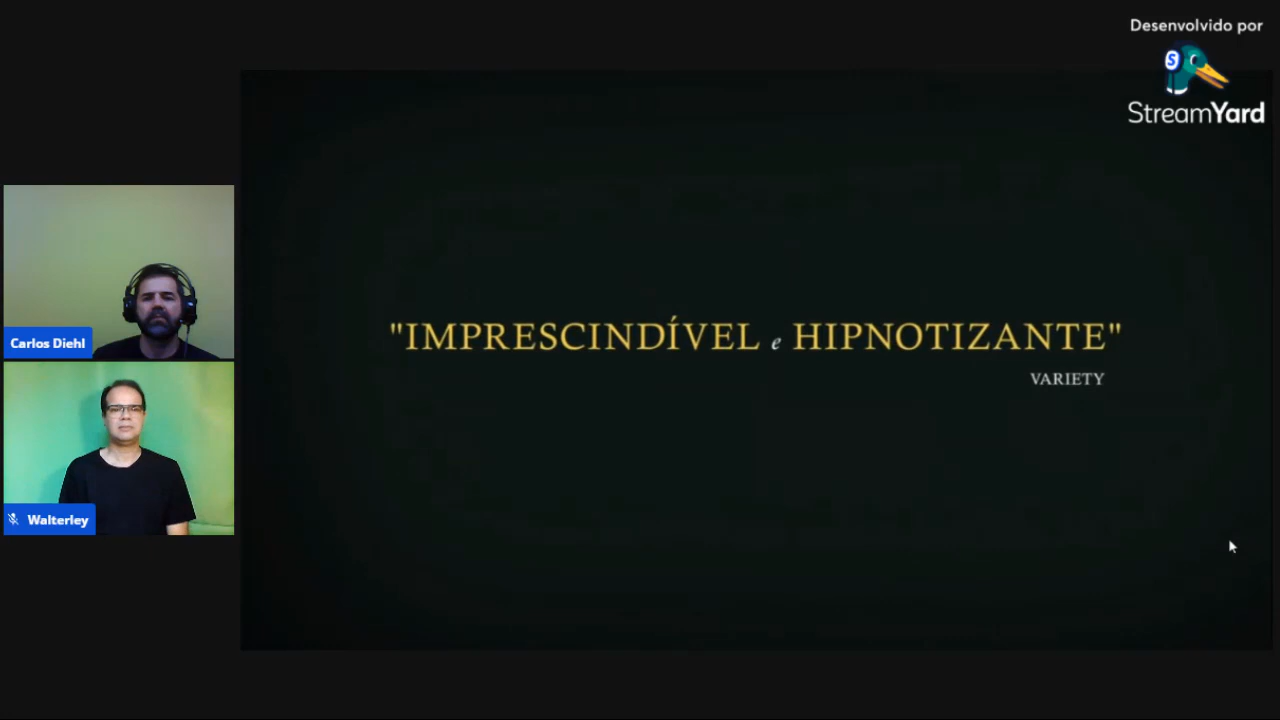 Desenvolvido por
StreamYard
Carlos Diehl
Walterley
"IMPRESCINDÍVEL e HIPNOTIZANTE"
VARIETY